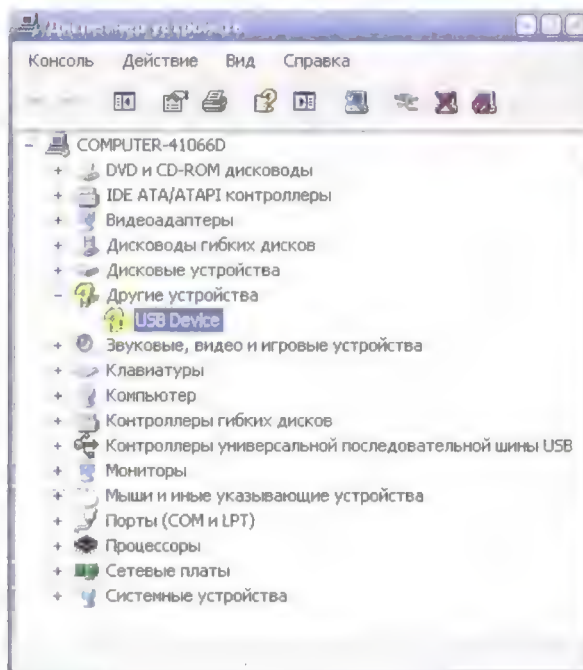 Диспетчер устройств
Консоль Действие Вид Справка
COMPUTER-41066D
DVD и CD-ROM дисководы
IDE ATA/ATAPI контроллеры
Видеоадаптеры
Дисководы гибких дисков
Дисковые устройства
Другие устройства
USB Device
Звуковые, видео и игровые устройства
Клавиатуры
Компьютер
Контроллеры гибких дисков
Контроллеры универсальной последовательной шины USB
Мониторы
Мыши и иные указывающие устройства
Порты (COM и LPT)
Процессоры
Сетевые платы
Системные устройства